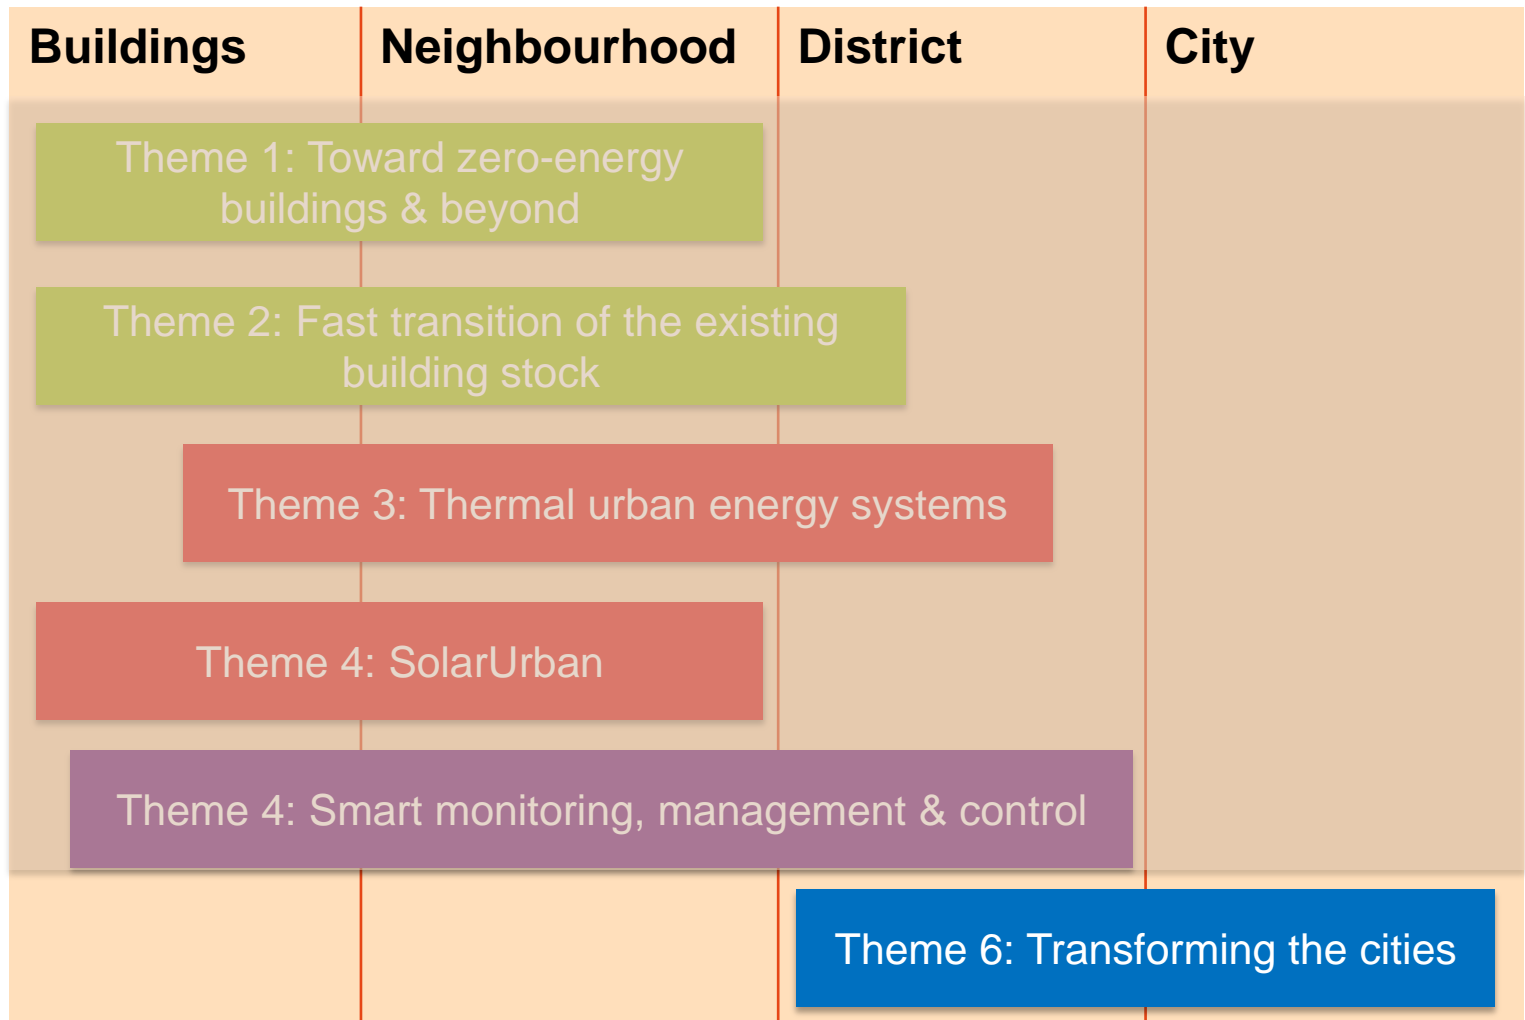 Buildings
Neighbourhood
District
City
Theme 1: Toward zero-energy
buildings & beyond
Theme 2: Fast transition of the existing
building stock
Theme 3: Thermal urban energy systems
Theme 4: SolarUrban
Theme 4: Smart monitoring, management & control
Theme 6: Transforming the cities